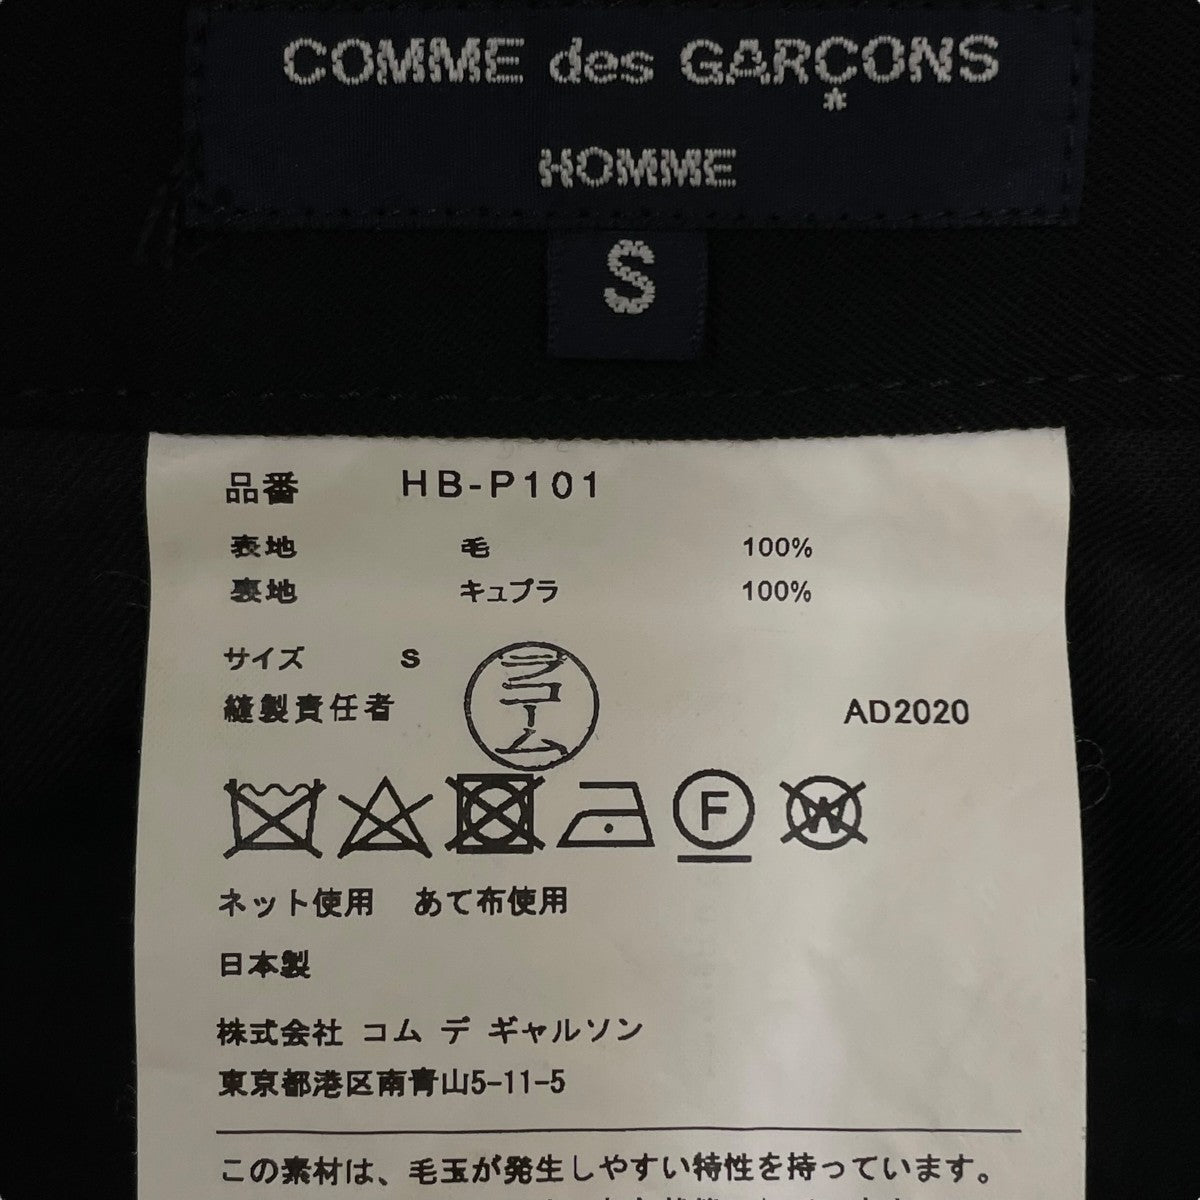 COMME des GARÇONS
*
HOMME
S
品番 HB-P101
表地 毛 100%
裏地 キュプラ 100%
サイズ S
縫製責任者 ラコーム AD2020
F W
ネット使用 あて布使用
日本製
株式会社 コム デ ギャルソン
東京都港区南青山5-11-5
この素材は、毛玉が発生しやすい特性を持っています。